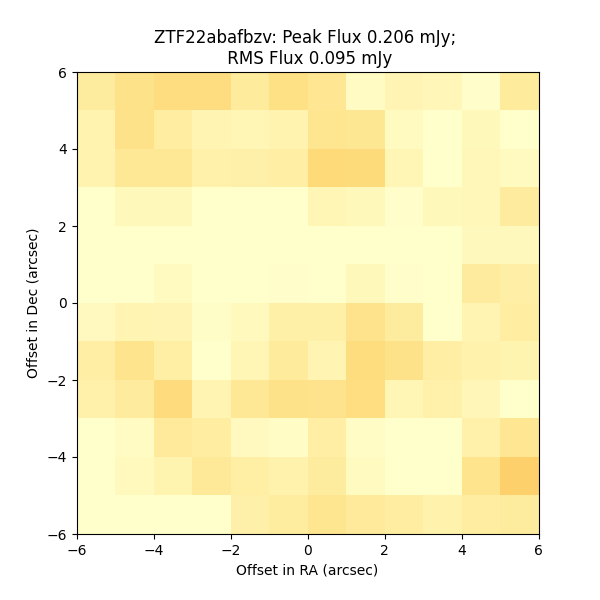 ZTF22abafbzv: Peak Flux 0.206 mJy;
RMS Flux 0.095 mJy
6
4
2
0
−2
−4
−6
Offset in Dec (arcsec)
−6 −4 −2 0 2 4 6
Offset in RA (arcsec)